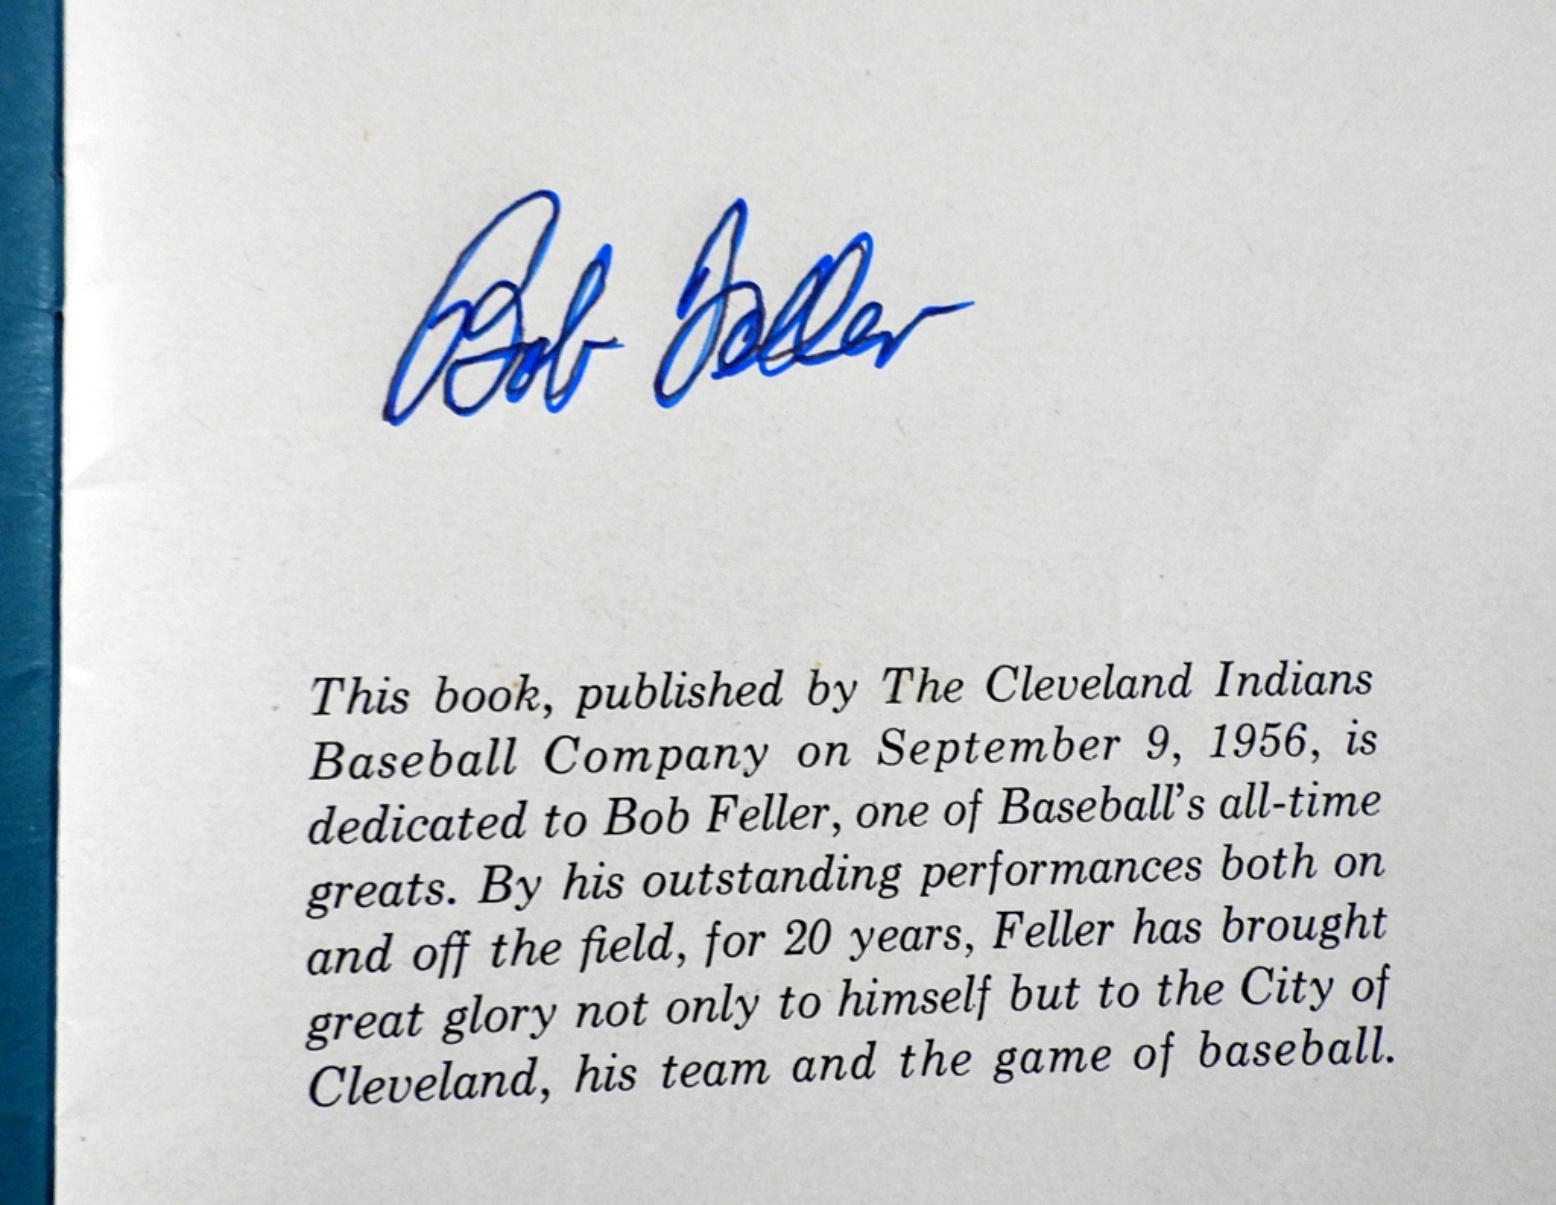 Bob Feller
This book, published by The Cleveland Indians
Baseball Company on September 9, 1956, is
dedicated to Bob Feller, one of Baseball's all-time
greats. By his outstanding performances both on
and off the field, for 20 years, Feller has brought
great glory not only to himself but to the City of
Cleveland, his team and the game of baseball.